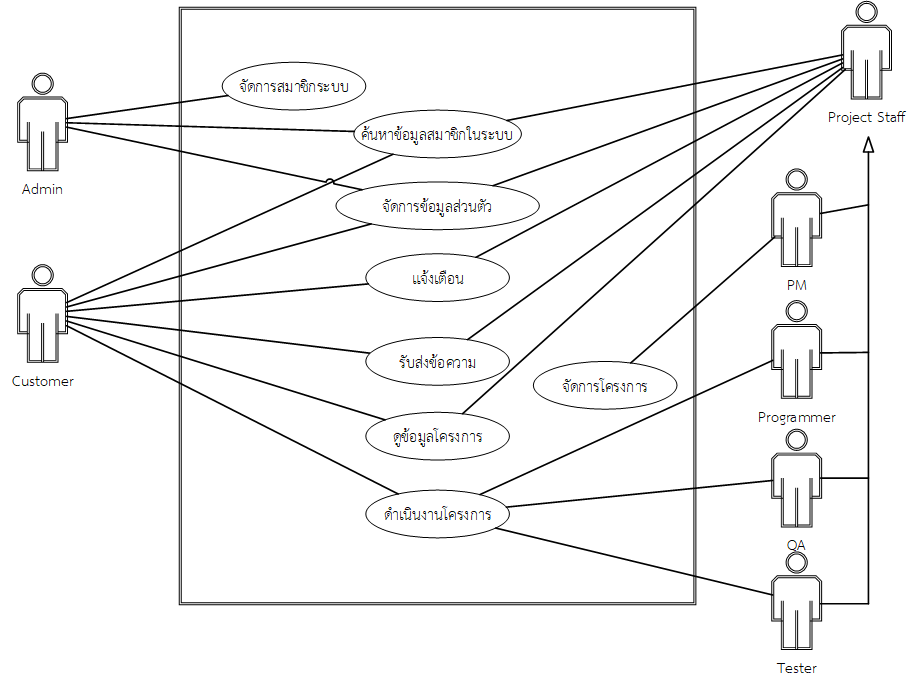 Project Staff
จัดการสมาชิกระบบ
ค้นหาข้อมูลสมาชิกในระบบ
Admin
จัดการข้อมูลส่วนตัว
แจ้งเตือน
PM
รับส่งข้อความ
Customer
จัดการโครงการ
Programmer
ดูข้อมูลโครงการ
ดำเนินงานโครงการ
QA
Tester